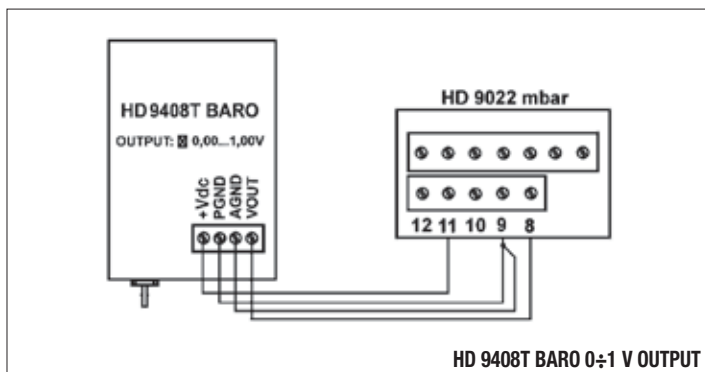 HD 9408T BARO
OUTPUT: ☒ 0,00...1,00V
+Vdc
PGND
AGND
VOUT
HD 9022 mbar
12 11 10 9 8
HD 9408T BARO 0÷1 V OUTPUT